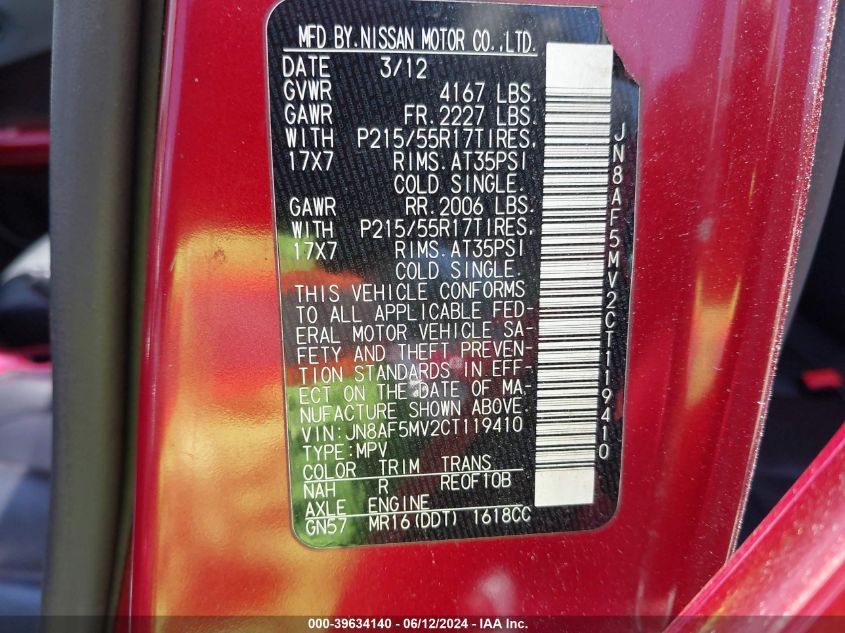 MFD BY.NISSAN MOTOR CO.,LTD.
DATE 3/12
GVWR 4167 LBS.
GAWR FR.2227 LBS.
WITH P215/55R17TIRES,
17X7 RIMS.AT35PSI
COLD SINGLE.
GAWR RR.2006 LBS.
WITH P215/55R17TIRES.
17X7 RIMS.AT35PSI
COLD SINGLE.
THIS VEHICLE CONFORMS
TO ALL APPLICABLE FED-
ERAL MOTOR VEHICLE SA-
FETY AND THEFT PREVEN-
TION STANDARDS IN EFF-
ECT ON THE DATE OF MA-
NUFACTURE SHOWN ABOVE.
VIN:JN8AF5MV2CT119410
TYPE:MPV
COLOR TRIM TRANS
NAH R REOF10B
AXLE ENGINE
GN57 MR16(DDT) 1618CC
JN8AF5MV2CT119410
000-39634140 - 06/12/2024 - 1156